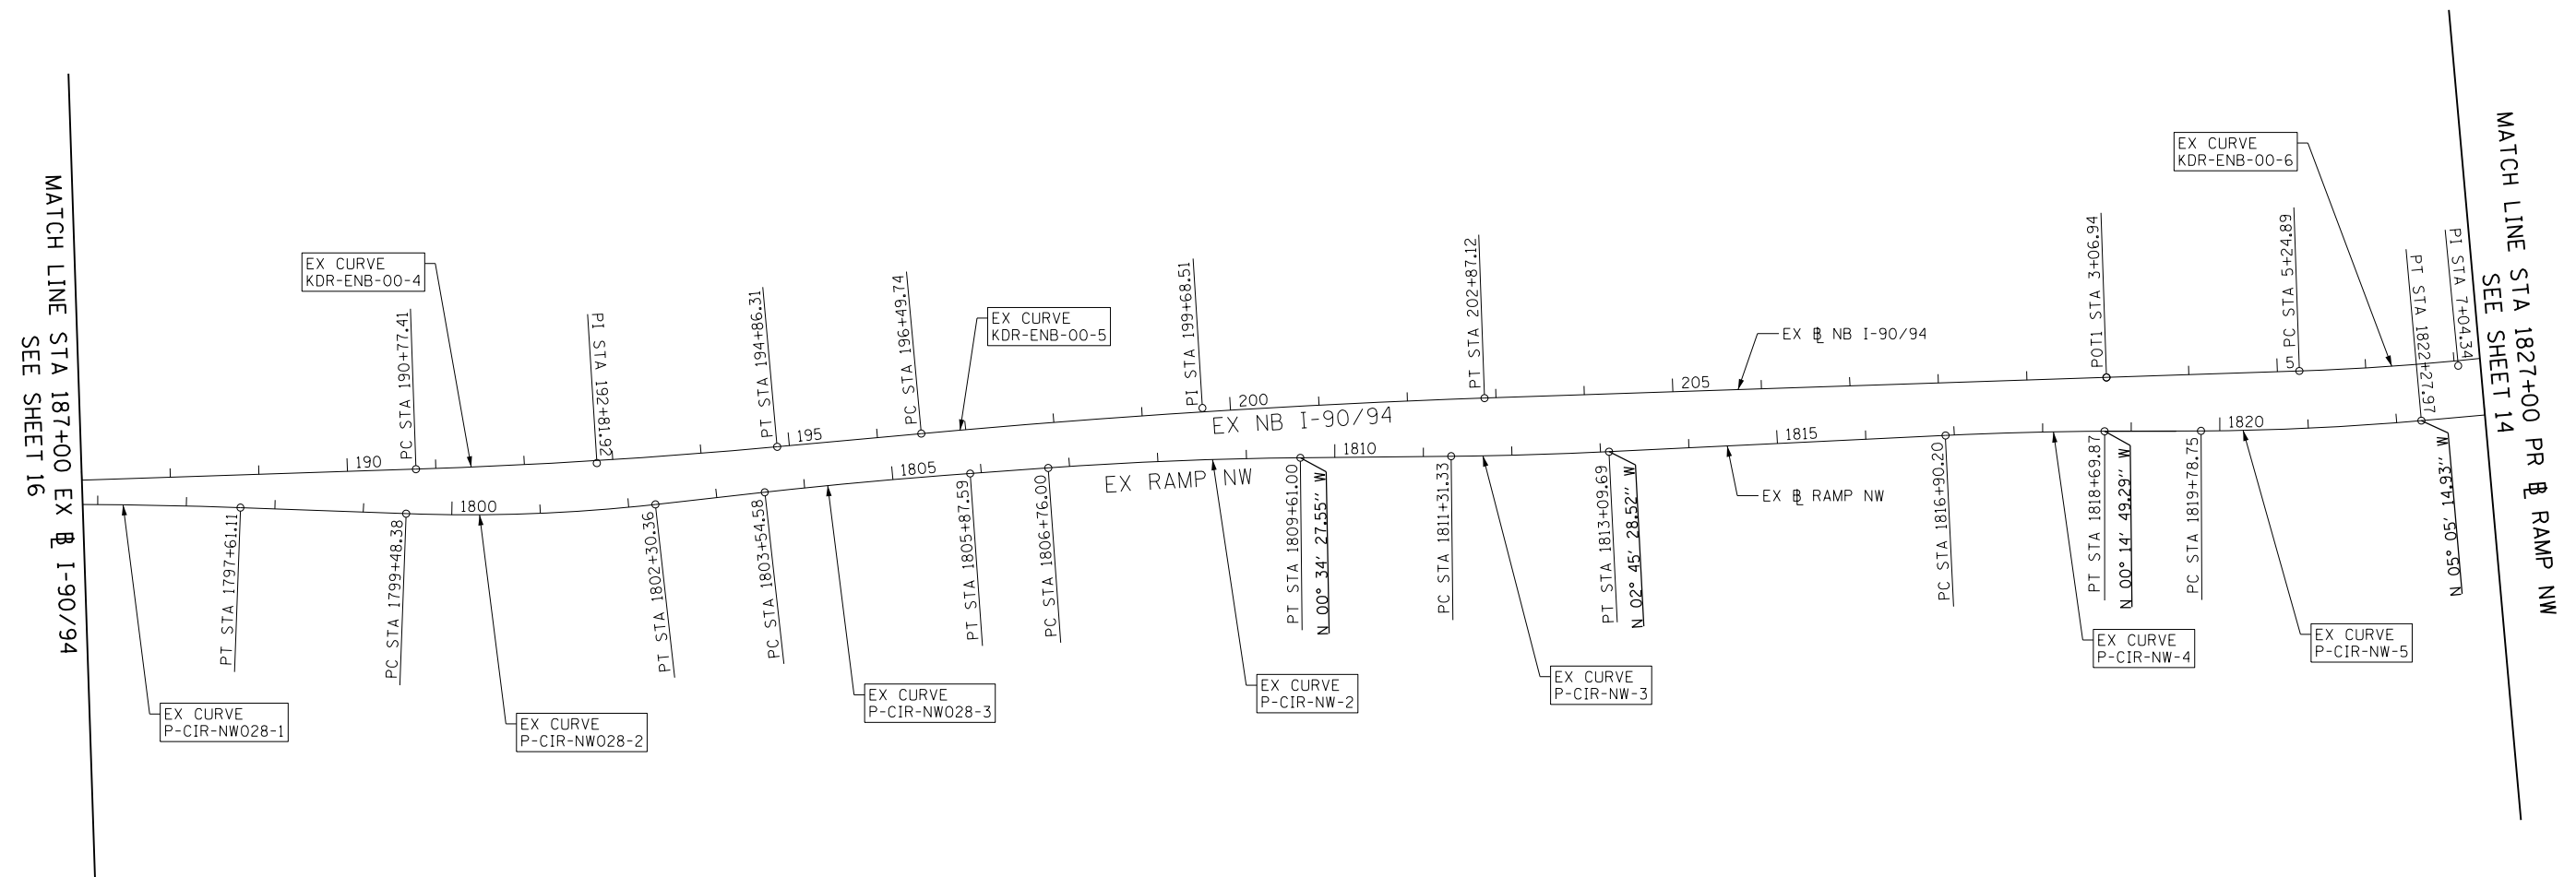 MATCH LINE STA 187+00 EX ⅊ I-90/94
SEE SHEET 16
EX CURVE
KDR-ENB-00-4
PC STA 190+77.41
PI STA 192+81.92
PT STA 194+86.31
PC STA 196+49.74
EX CURVE
KDR-ENB-00-5
PI STA 199+68.51
PT STA 202+87.12
EX ⅊ NB I-90/94
POT1 STA 3+06.94
EX CURVE
KDR-ENB-00-6
PC STA 5+24.89
PT STA 1822+27.97
PI STA 7+04.34
MATCH LINE STA 1827+00 PR ⅊ RAMP NW
SEE SHEET 14
190
195
200
205
5
EX NB I-90/94
1800
1805
1810
1815
1820
EX RAMP NW
EX ⅊ RAMP NW
PT STA 1797+61.11
PC STA 1799+48.38
PT STA 1802+30.36
PC STA 1803+54.58
PT STA 1805+87.59
PC STA 1806+76.00
PT STA 1809+61.00
N 00° 34' 27.55" W
PC STA 1811+31.33
PT STA 1813+09.69
N 02° 45' 28.52" W
PC STA 1816+90.20
PT STA 1818+69.87
N 00° 14' 49.29" W
PC STA 1819+78.75
N 05° 05' 14.93" W
EX CURVE
P-CIR-NW028-1
EX CURVE
P-CIR-NW028-2
EX CURVE
P-CIR-NW028-3
EX CURVE
P-CIR-NW-2
EX CURVE
P-CIR-NW-3
EX CURVE
P-CIR-NW-4
EX CURVE
P-CIR-NW-5